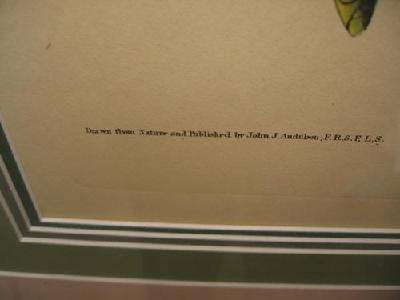 Drawn from Nature and Published by John J. Audubon, F.R.S.F.L.S.